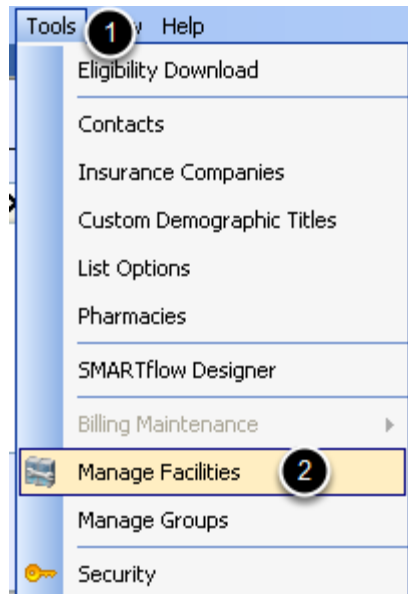 Tools 1 Help
Eligibility Download
Contacts
Insurance Companies
Custom Demographic Titles
List Options
Pharmacies
SMARTflow Designer
Billing Maintenance
Manage Facilities 2
Manage Groups
Security